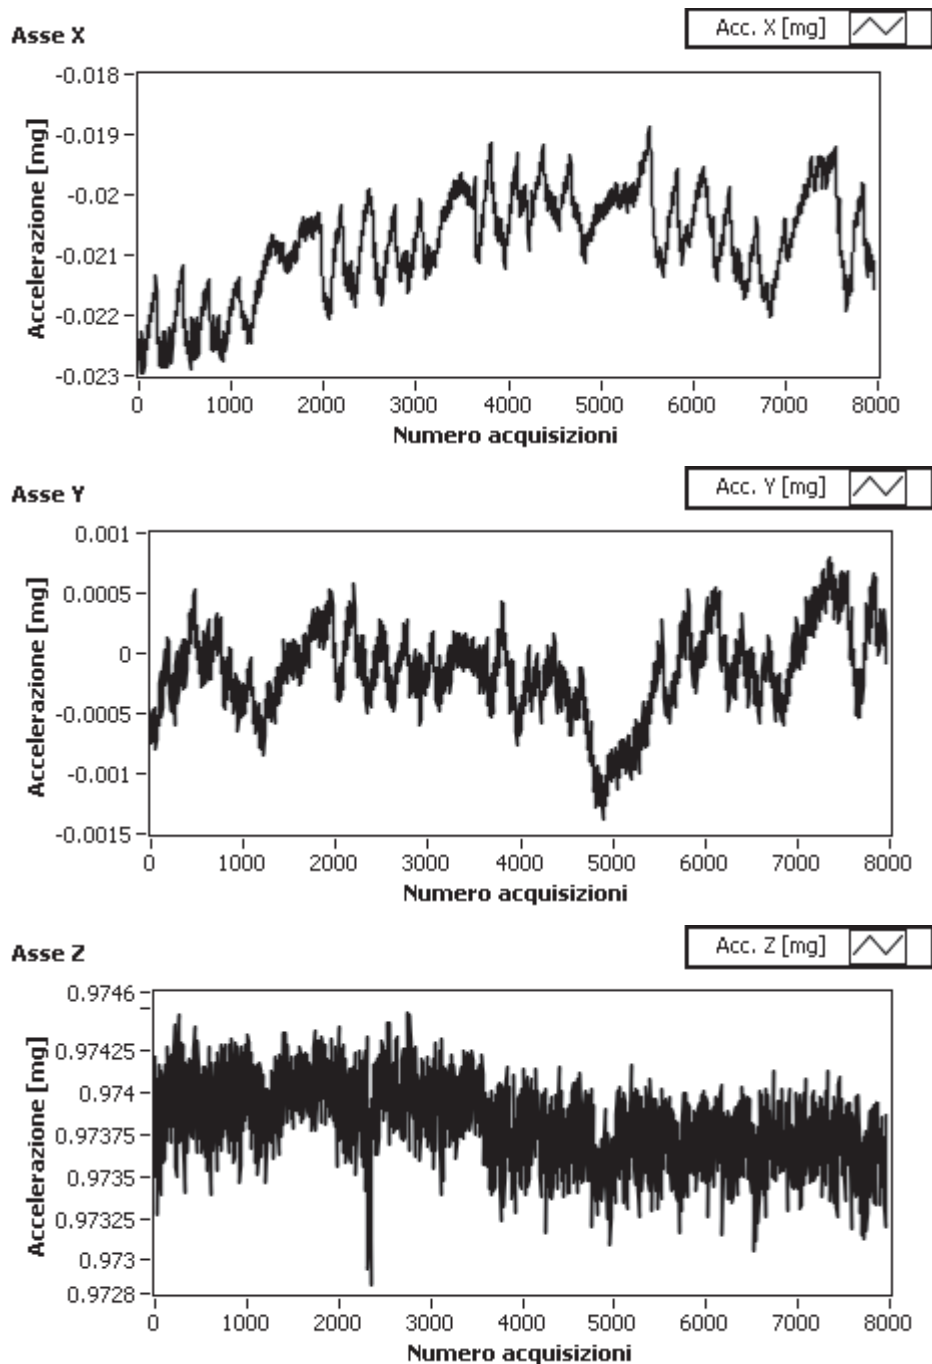 Asse X
Acc. X [mg]
Accelerazione [mg]
-0.018
-0.019
-0.02
-0.021
-0.022
-0.023
0 1000 2000 3000 4000 5000 6000 7000 8000
Numero acquisizioni
Asse Y
Acc. Y [mg]
Accelerazione [mg]
0.001
0.0005
0
-0.0005
-0.001
-0.0015
0 1000 2000 3000 4000 5000 6000 7000 8000
Numero acquisizioni
Asse Z
Acc. Z [mg]
Accelerazione [mg]
0.9746
0.97425
0.974
0.97375
0.9735
0.97325
0.973
0.9728
0 1000 2000 3000 4000 5000 6000 7000 8000
Numero acquisizioni